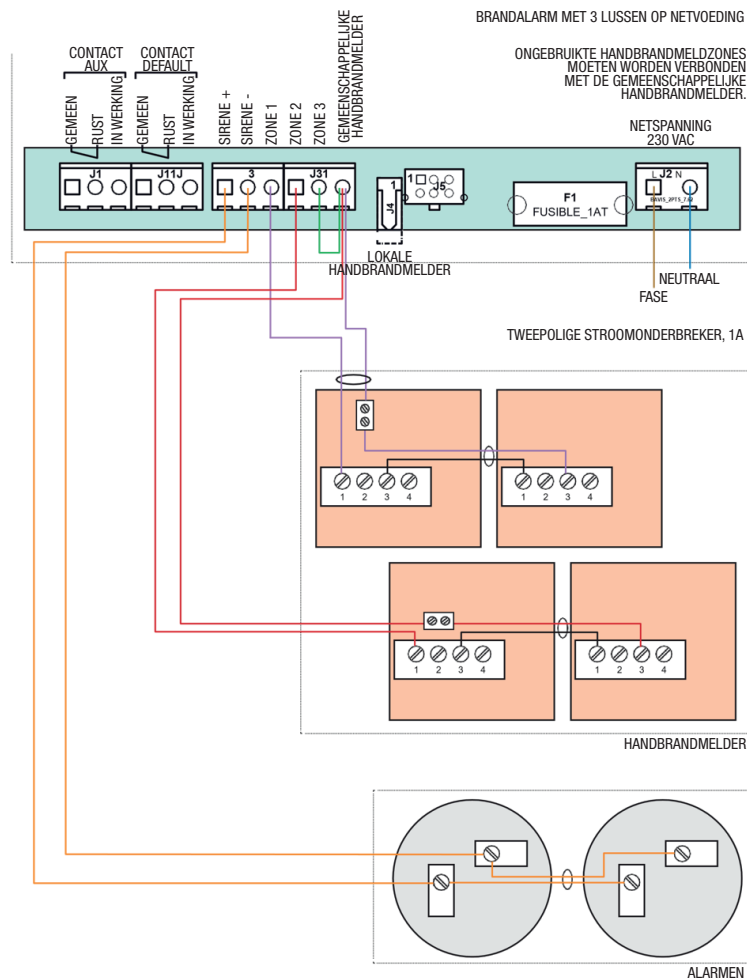 BRANDALARM MET 3 LUSSEN OP NETVOEDING
ONGEBRUIKTE HANDBRANDMELDZONES
MOETEN WORDEN VERBONDEN
MET DE GEMEENSCHAPPELIJKE
HANDBRANDMELDER.
CONTACT
AUX
CONTACT
DEFAULT
GEMEEN
RUST
IN WERKING
GEMEEN
RUST
IN WERKING
SIRENE +
SIRENE -
ZONE 1
ZONE 2
ZONE 3
GEMEENSCHAPPELIJKE
HANDBRANDMELDER
NETSPANNING
230 VAC
J1
J11J
3
J31
1
J4
1
J5
F1
FUSIBLE_1AT
L J2 N
LOKALE
HANDBRANDMELDER
NEUTRAAL
FASE
TWEEPOLIGE STROOMONDERBREKER, 1A
1 2 3 4
1 2 3 4
1 2 3 4
1 2 3 4
HANDBRANDMELDER
ALARMEN